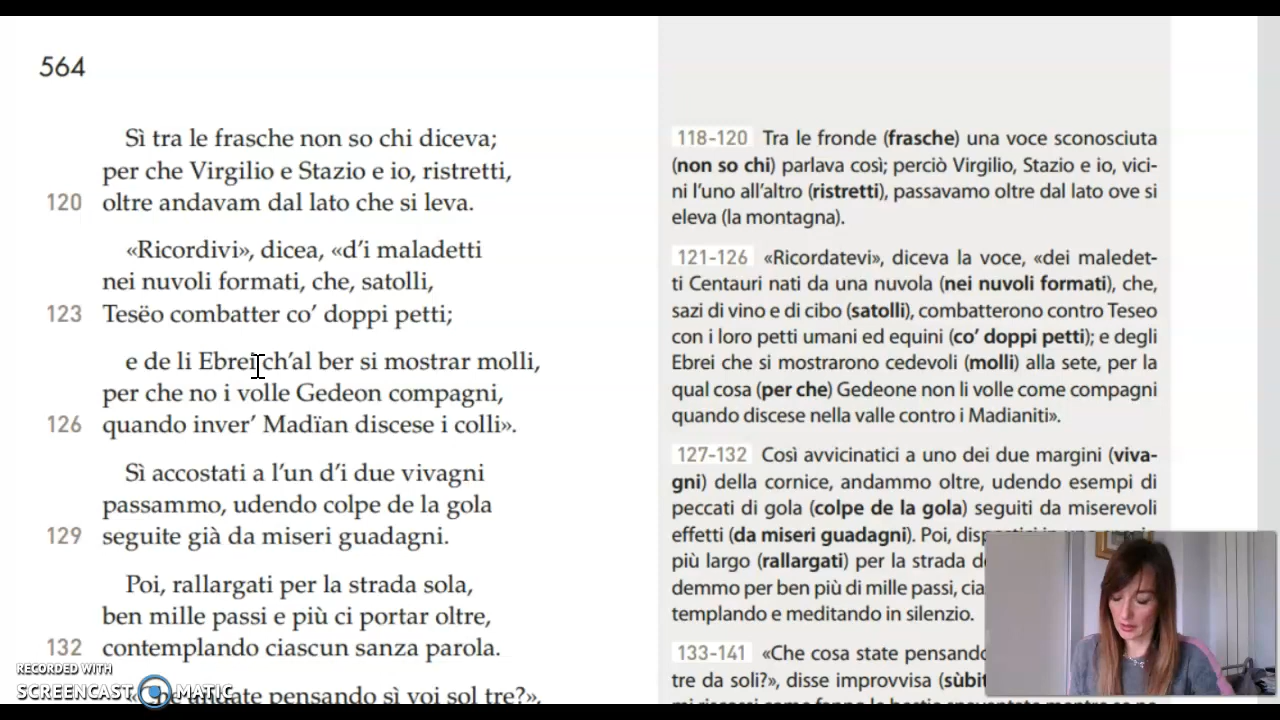 564
Sì tra le frasche non so chi diceva;
per che Virgilio e Stazio e io, ristretti,
120 oltre andavam dal lato che si leva.
«Ricordivi», dicea, «d'i maladetti
nei nuvoli formati, che, satolli,
123 Tesëo combatter co' doppi petti;
e de li Ebrei ch'al ber si mostrar molli,
per che no i volle Gedeon compagni,
126 quando inver' Madïan discese i colli».
Sì accostati a l'un d'i due vivagni
passammo, udendo colpe de la gola
129 seguite già da miseri guadagni.
Poi, rallargati per la strada sola,
ben mille passi e più ci portar oltre,
132 contemplando ciascun sanza parola.
andate pensando sì voi sol tre?»,
118-120 Tra le fronde (frasche) una voce sconosciuta
(non so chi) parlava così; perciò Virgilio, Stazio e io, vici-
ni l'uno all'altro (ristretti), passavamo oltre dal lato ove si
eleva (la montagna).
121-126 «Ricordatevi», diceva la voce, «dei maledet-
ti Centauri nati da una nuvola (nei nuvoli formati), che,
sazi di vino e di cibo (satolli), combatterono contro Teseo
con i loro petti umani ed equini (co' doppi petti); e degli
Ebrei che si mostrarono cedevoli (molli) alla sete, per la
qual cosa (per che) Gedeone non li volle come compagni
quando discese nella valle contro i Madianiti».
127-132 Così avvicinatici a uno dei due margini (viva-
gni) della cornice, andammo oltre, udendo esempi di
peccati di gola (colpe de la gola) seguiti da miserevoli
effetti (da miseri guadagni). Poi,
più largo (rallargati) per la strada
demmo per ben più di mille passi,
templando e meditando in silenzio.
133-141 «Che cosa state pensando
tre da soli?», disse improvvisa
RECORDED WITH
SCREENCAST MATIC